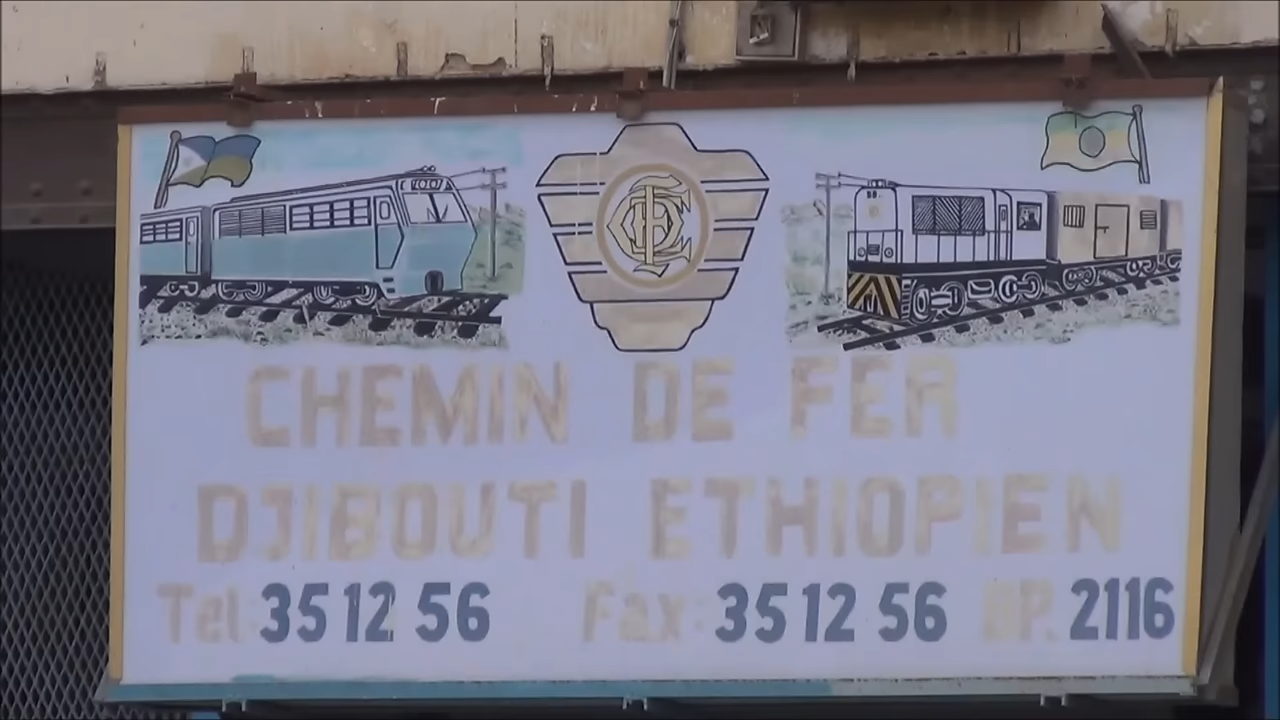 CHEMIN DE FER
DJIBOUTI ETHIOPIEN
Tel: 35 12 56 Fax: 35 12 56 BP. 2116